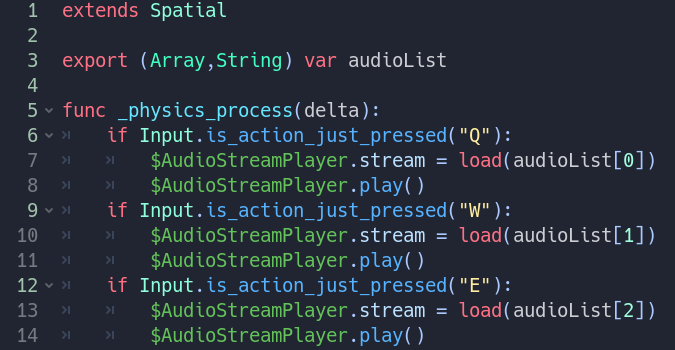 1 extends Spatial
2
3 export (Array,String) var audioList
4
5 func _physics_process(delta):
6 if Input.is_action_just_pressed("Q"):
7 $AudioStreamPlayer.stream = load(audioList[0])
8 $AudioStreamPlayer.play()
9 if Input.is_action_just_pressed("W"):
10 $AudioStreamPlayer.stream = load(audioList[1])
11 $AudioStreamPlayer.play()
12 if Input.is_action_just_pressed("E"):
13 $AudioStreamPlayer.stream = load(audioList[2])
14 $AudioStreamPlayer.play()